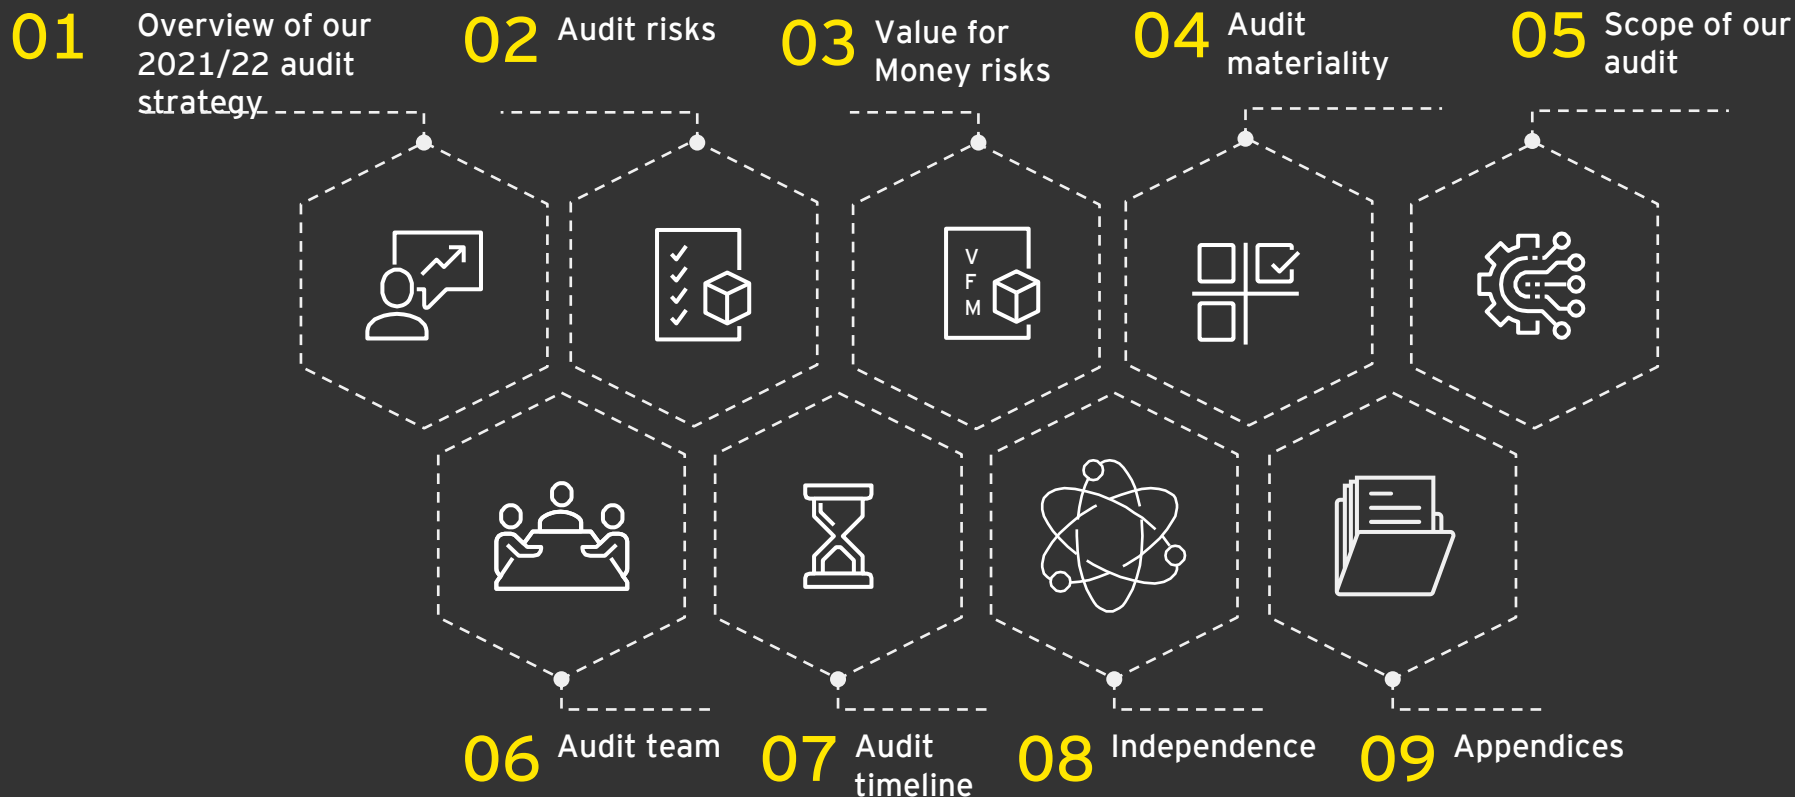 01 Overview of our
2021/22 audit
strategy
02 Audit risks
03 Value for
Money risks
04 Audit
materiality
05 Scope of our
audit
V
F
M
06 Audit team
07 Audit
timeline
08 Independence
09 Appendices